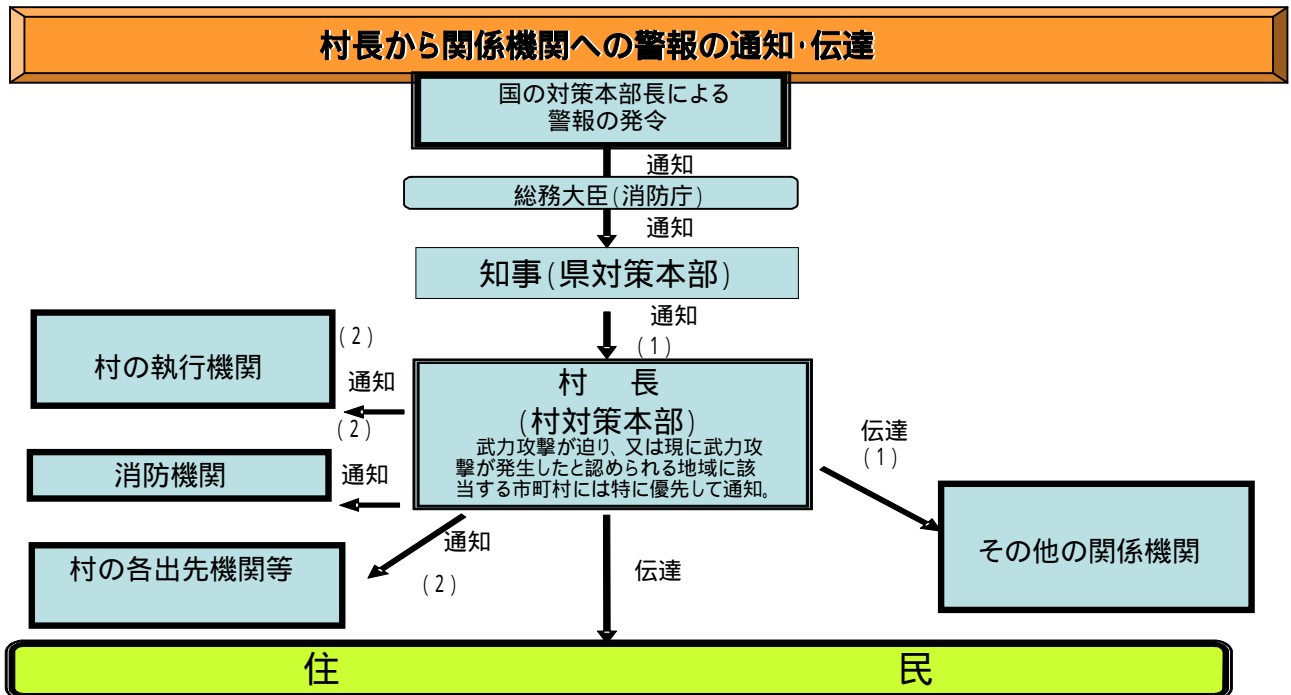 村長から関係機関への警報の通知･伝達
国の対策本部長による
警報の発令
通知
総務大臣(消防庁)
通知
知事(県対策本部)
通知
(1)
村の執行機関
(2)
通知
村 長
(村対策本部)
武力攻撃が迫り、又は現に武力攻
撃が発生したと認められる地域に該
当する市町村には特に優先して通知。
(2)
消防機関
通知
伝達
(1)
村の各出先機関等
通知
(2)
伝達
その他の関係機関
住 民